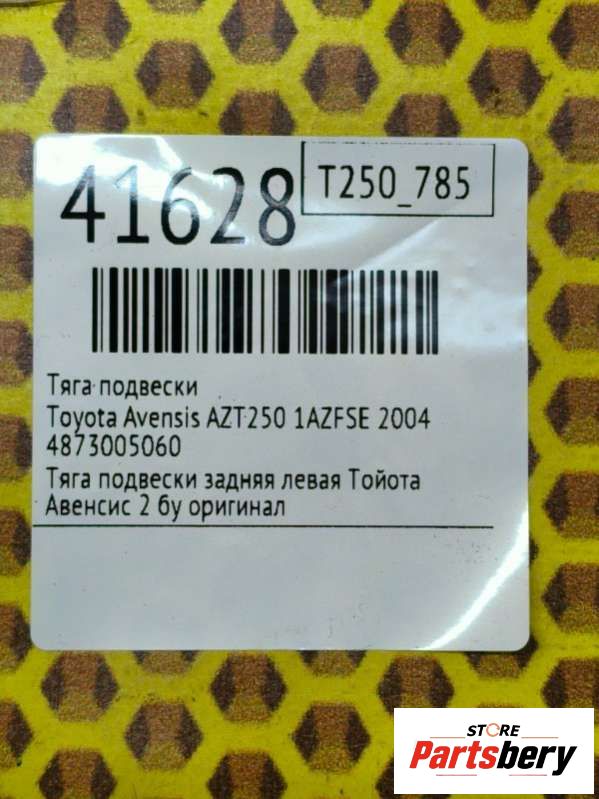 41628
T250_785
Тяга подвески
Toyota Avensis AZT250 1AZFSE 2004
4873005060
Тяга подвески задняя левая Тойота
Авенсис 2 бу оригинал
STORE
Partsbery